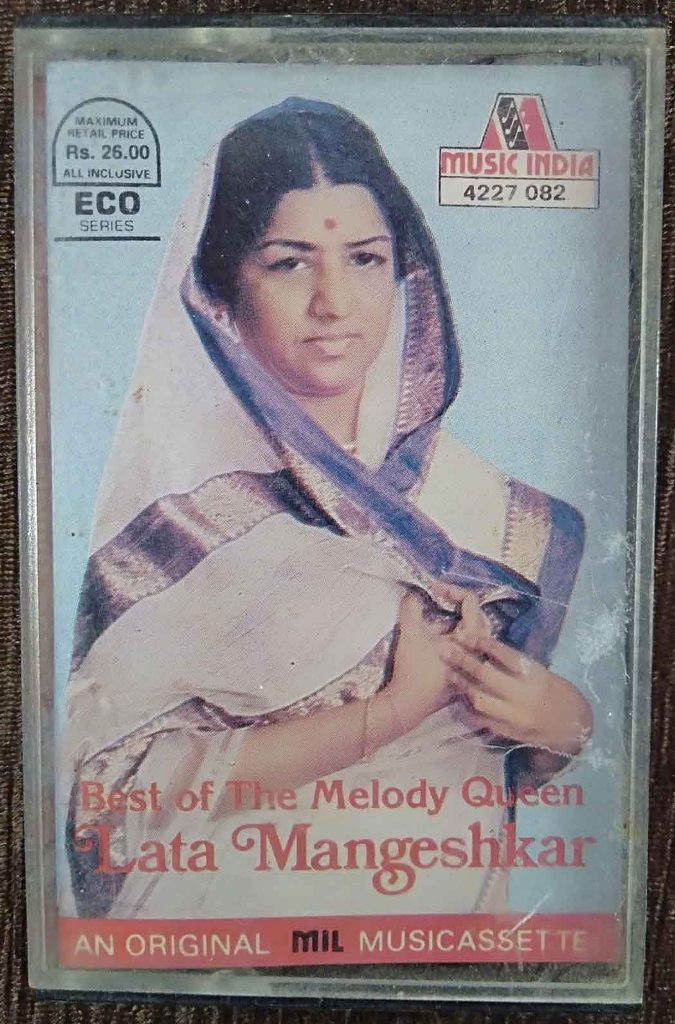 MAXIMUM
RETAIL PRICE
Rs. 26.00
ALL INCLUSIVE
ECO
SERIES
MUSIC INDIA
4227 082
Best of The Melody Queen
Lata Mangeshkar
AN ORIGINAL MIL MUSICASSETTE